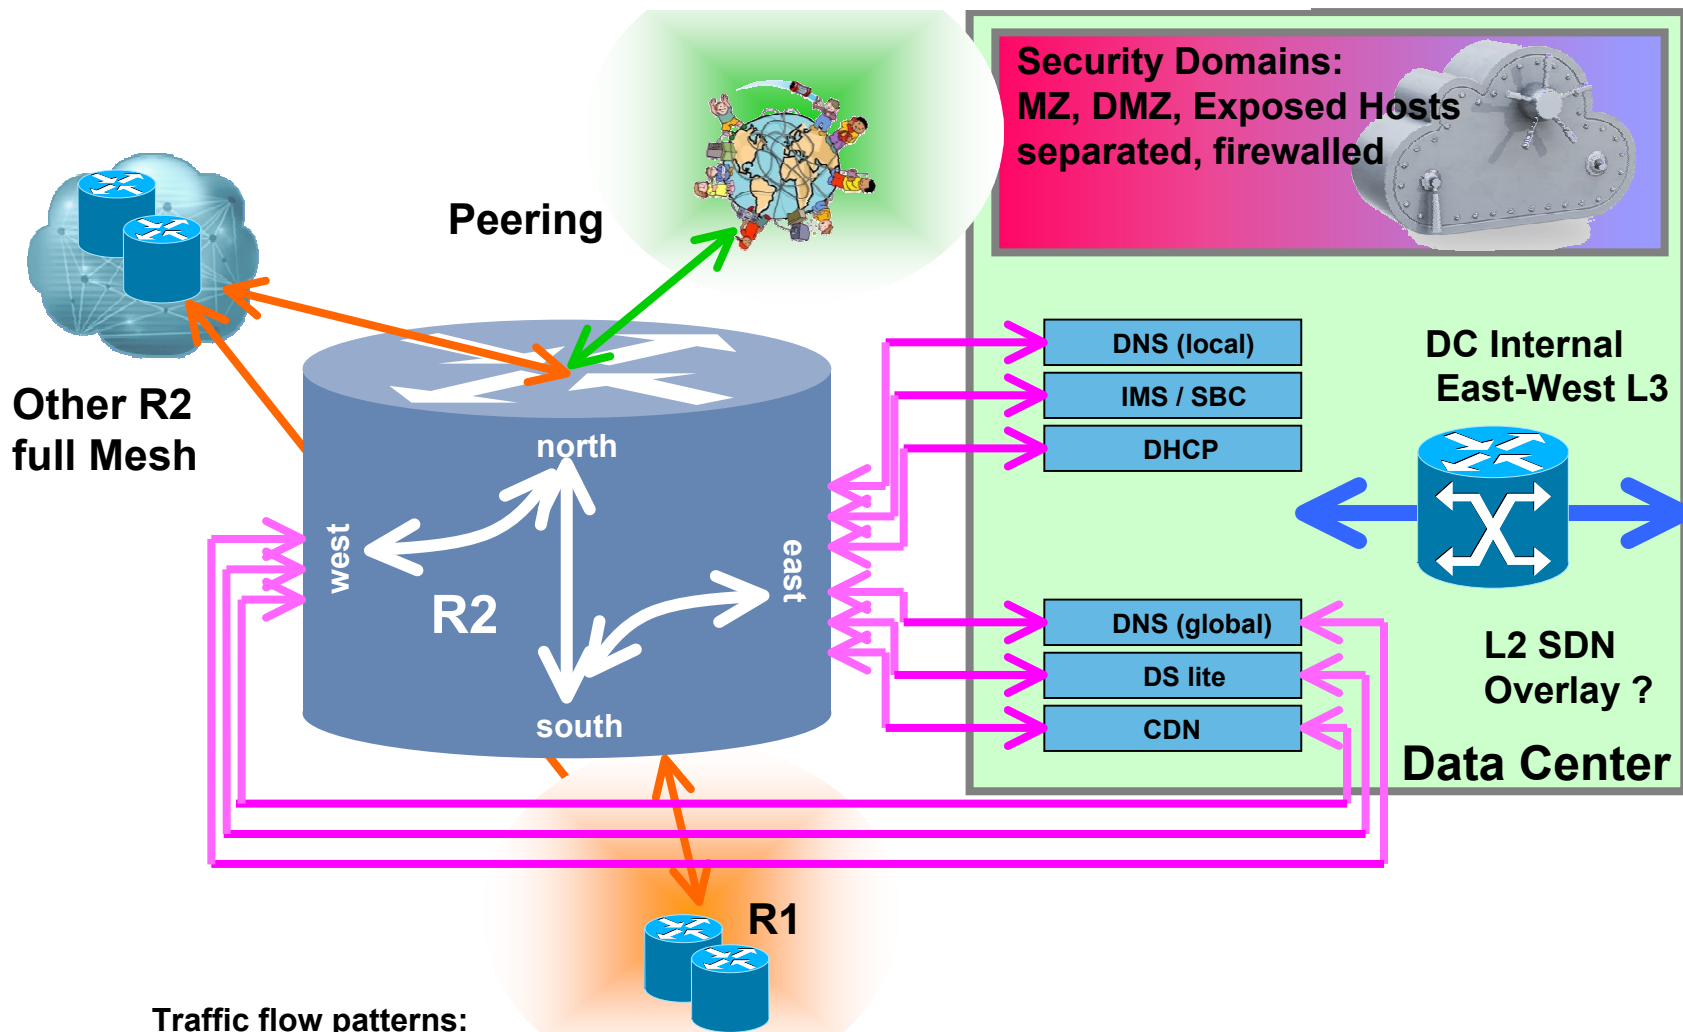 Security Domains:
MZ, DMZ, Exposed Hosts
separated, firewalled
Peering
Other R2
full Mesh
north
west
east
R2
south
DNS (local)
IMS / SBC
DHCP
DC Internal
East-West L3
DNS (global)
DS lite
CDN
L2 SDN
Overlay ?
Data Center
R1
Traffic flow patterns: